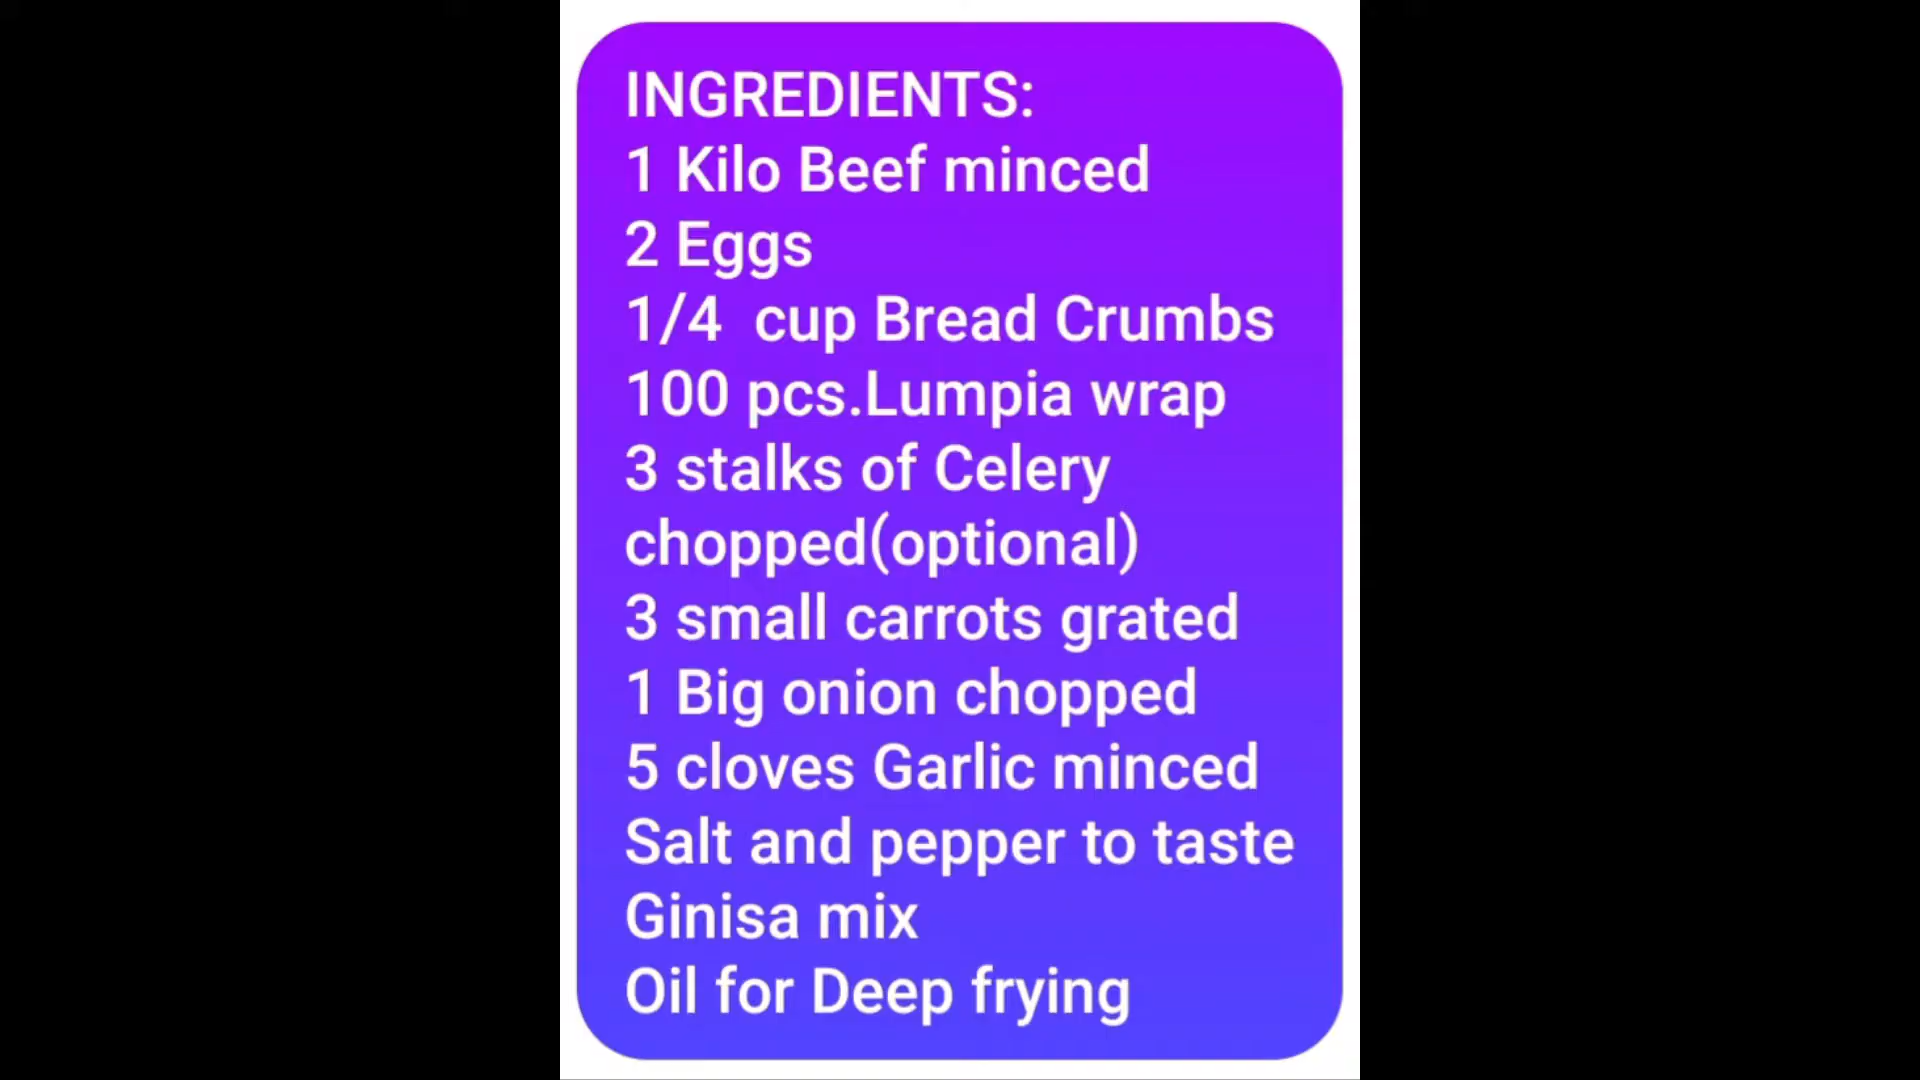 INGREDIENTS:
1 Kilo Beef minced
2 Eggs
1/4  cup Bread Crumbs
100 pcs.Lumpia wrap
3 stalks of Celery
chopped(optional)
3 small carrots grated
1 Big onion chopped
5 cloves Garlic minced
Salt and pepper to taste
Ginisa mix
Oil for Deep frying